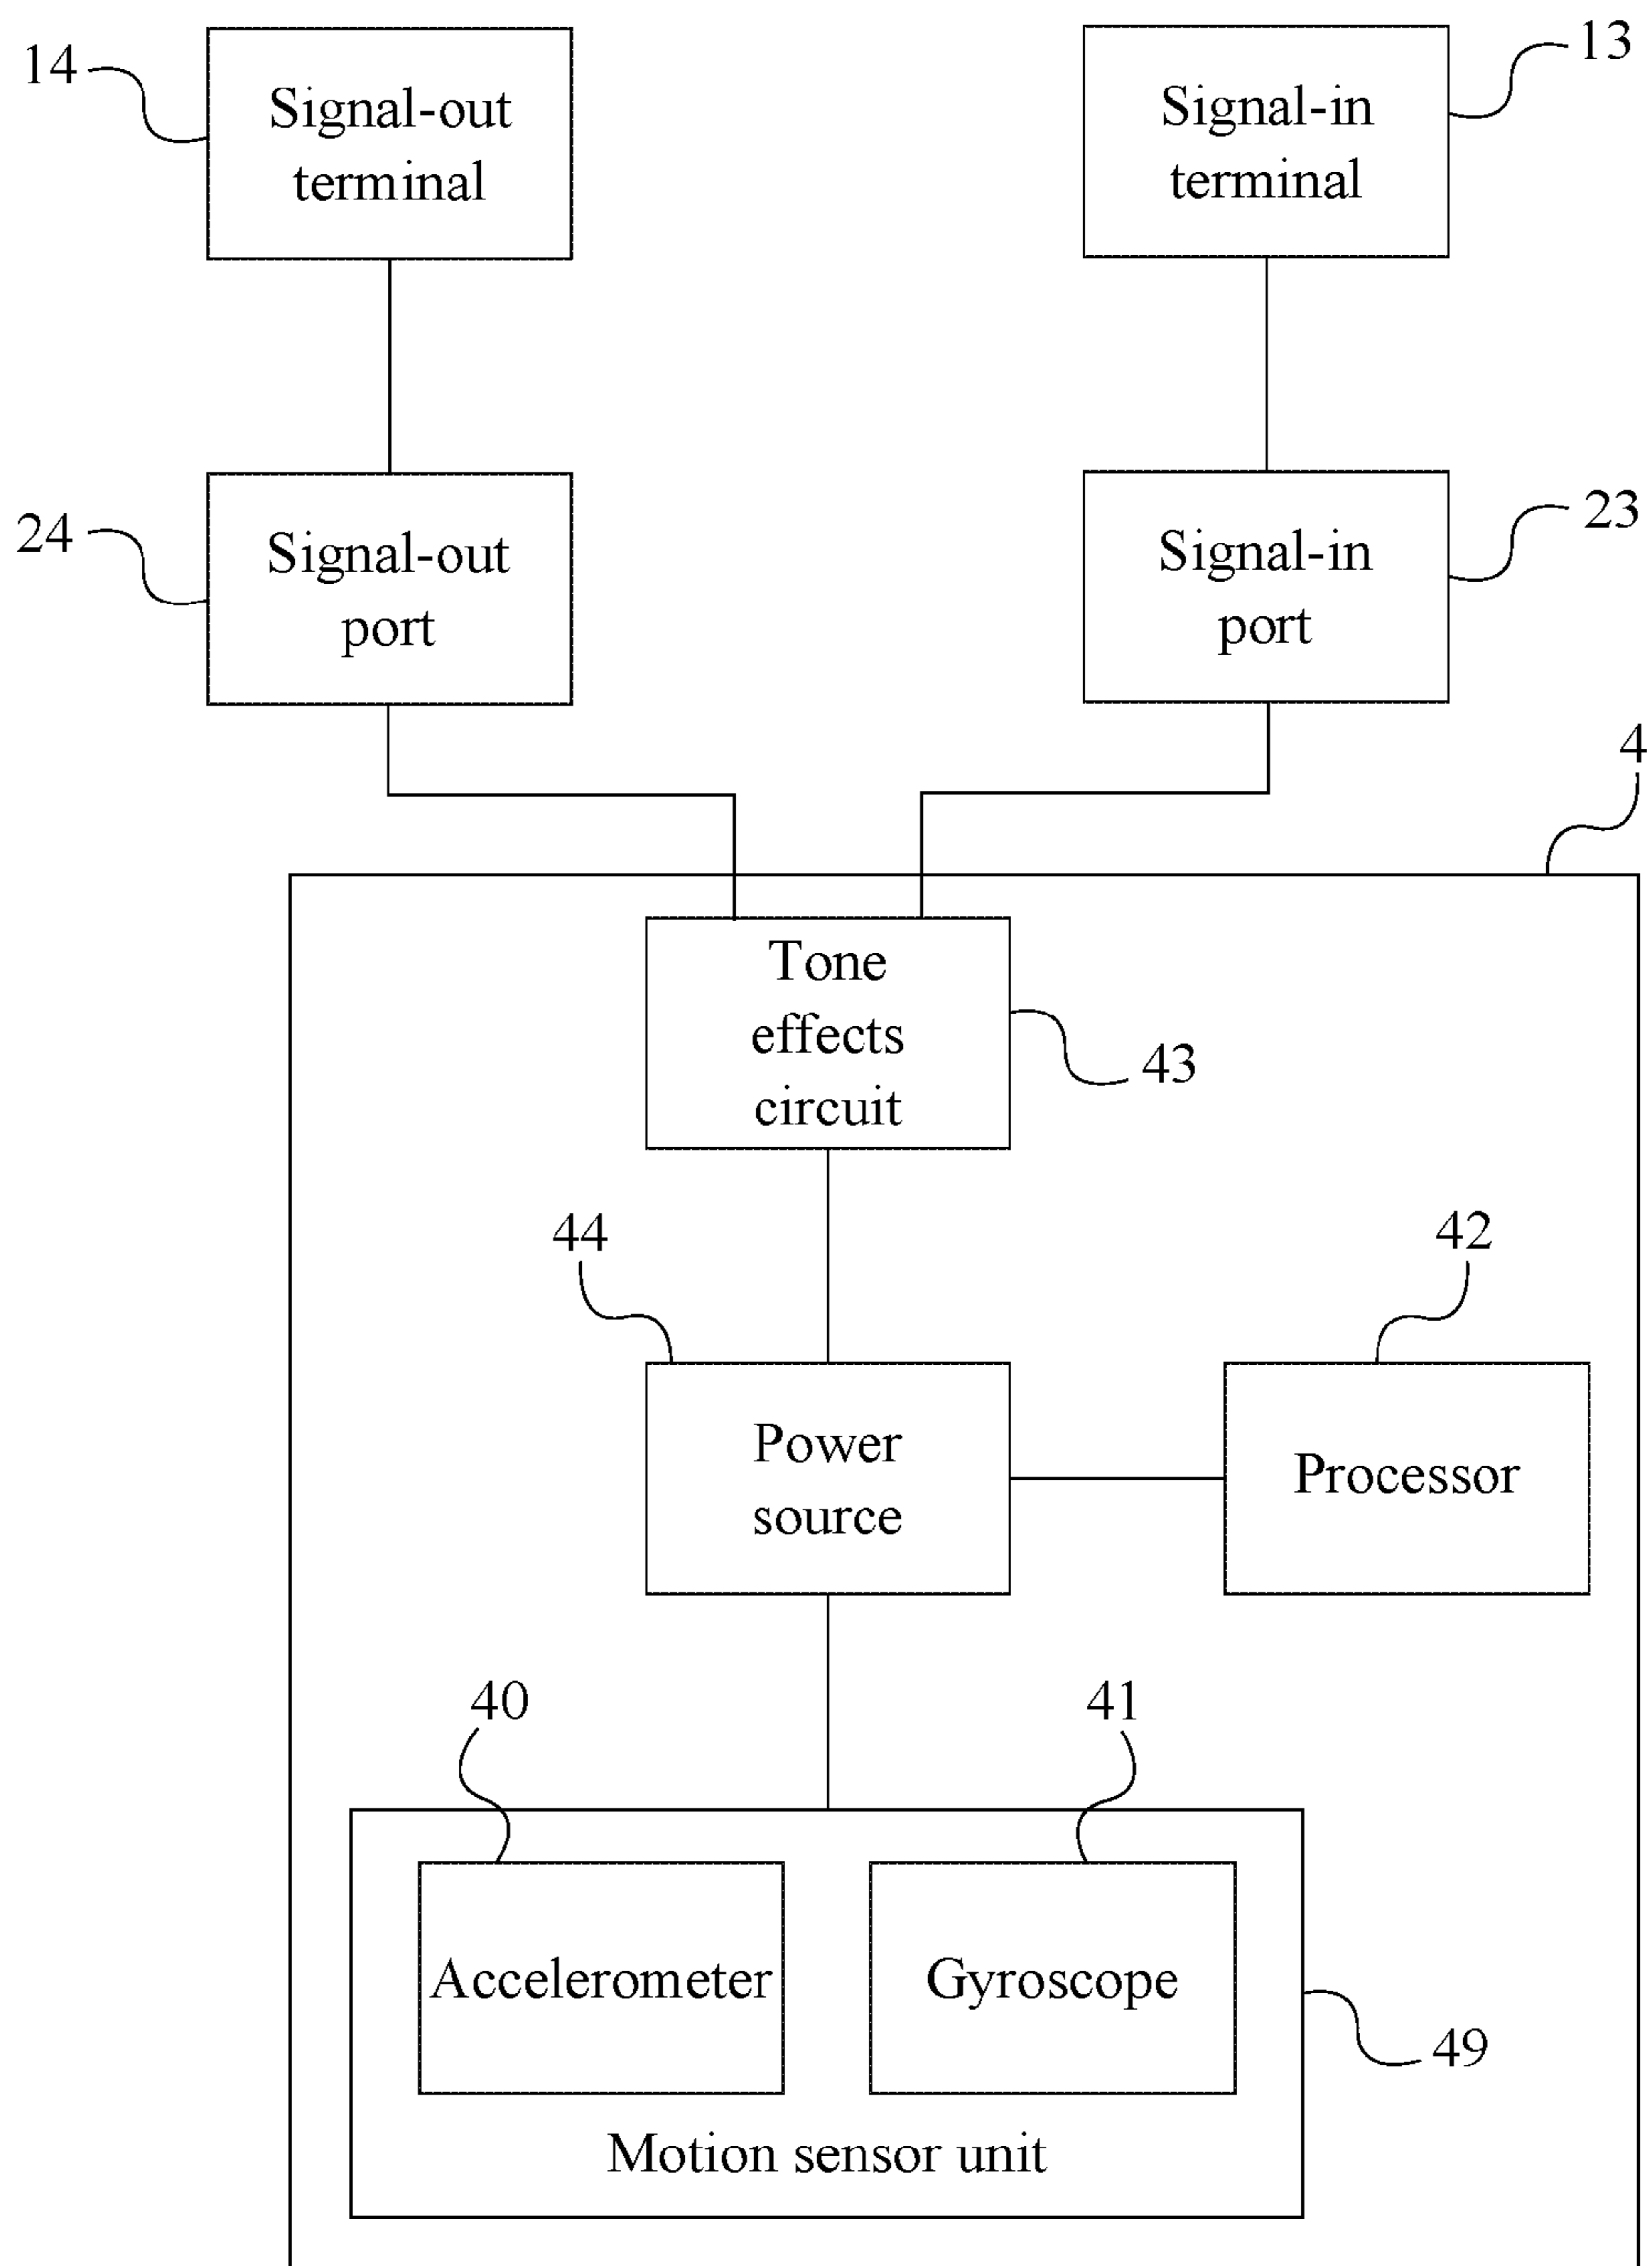 14
Signal-out
terminal
Signal-in
terminal
13
24
Signal-out
port
Signal-in
port
23
4
Tone
effects
circuit
43
44
42
Power
source
Processor
40
41
Accelerometer
Gyroscope
49
Motion sensor unit